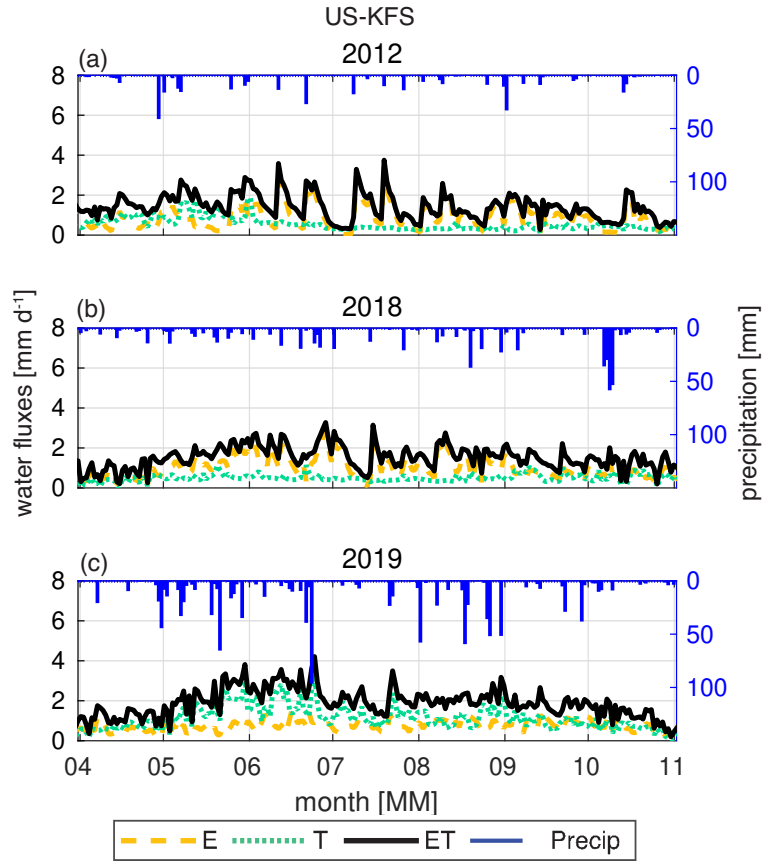 US-KFS
(a) 2012
8 0
6 50
4 100
2
0
(b) 2018
8 0
6 50
4 100
2
0
(c) 2019
8 0
6 50
4 100
2
0
04 05 06 07 08 09 10 11
month [MM]
water fluxes [mm d⁻¹]
precipitation [mm]
E T ET Precip